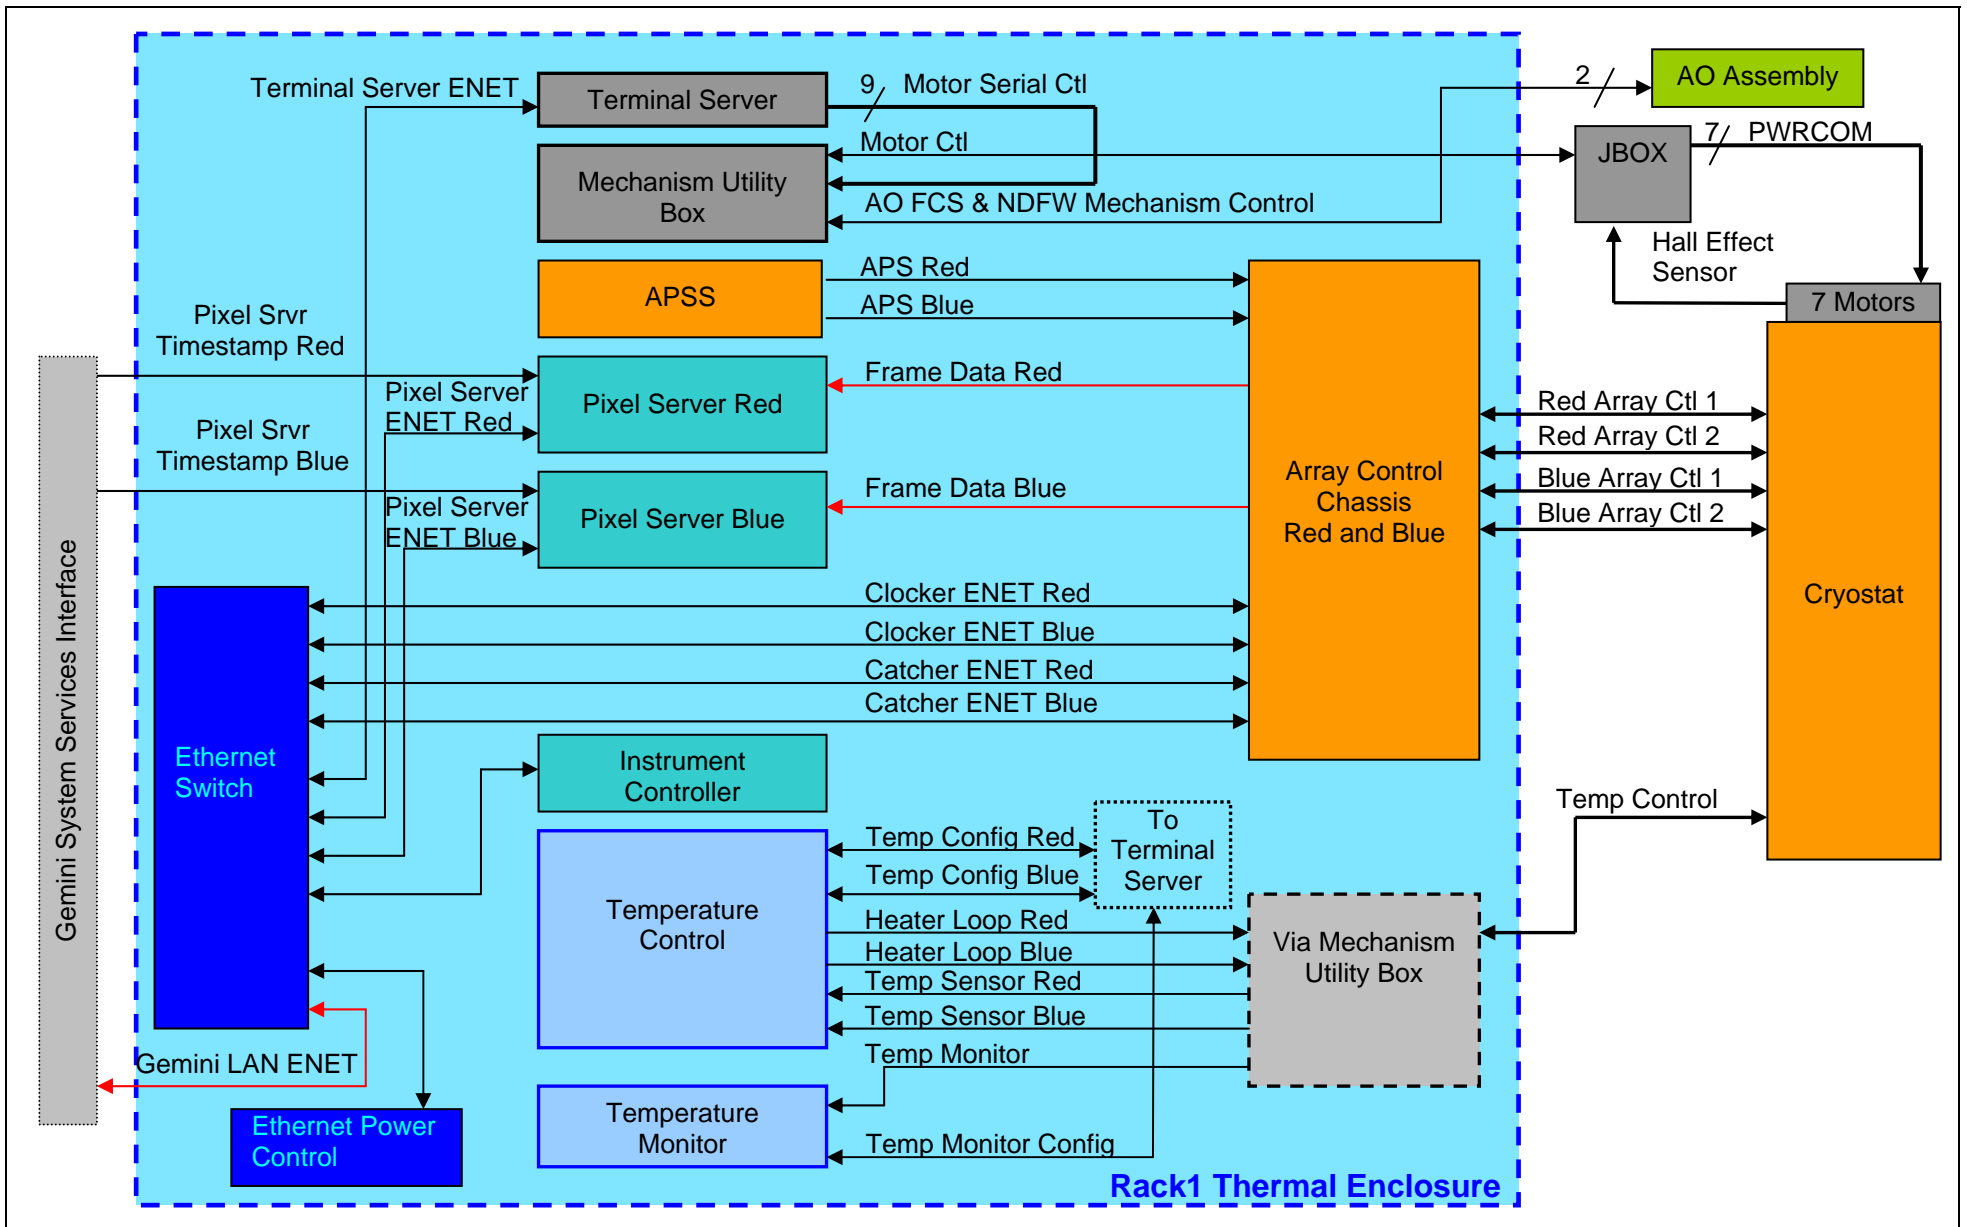 Terminal Server ENET
Terminal Server
9
Motor Serial Ctl
2
AO Assembly
Motor Ctl
JBOX
7
PWRCOM
Mechanism Utility
Box
AO FCS & NDFW Mechanism Control
Hall Effect
Sensor
APSS
APS Red
APS Blue
7 Motors
Pixel Srvr
Timestamp Red
Pixel Server
ENET Red
Pixel Server Red
Frame Data Red
Pixel Srvr
Timestamp Blue
Pixel Server
ENET Blue
Pixel Server Blue
Frame Data Blue
Array Control
Chassis
Red and Blue
Red Array Ctl 1
Red Array Ctl 2
Blue Array Ctl 1
Blue Array Ctl 2
Cryostat
Gemini System Services Interface
Clocker ENET Red
Clocker ENET Blue
Catcher ENET Red
Catcher ENET Blue
Ethernet
Switch
Instrument
Controller
To
Terminal
Server
Temp Control
Temperature
Control
Temp Config Red
Temp Config Blue
Heater Loop Red
Heater Loop Blue
Temp Sensor Red
Temp Sensor Blue
Temp Monitor
Via Mechanism
Utility Box
Gemini LAN ENET
Ethernet Power
Control
Temperature
Monitor
Temp Monitor Config
Rack1 Thermal Enclosure